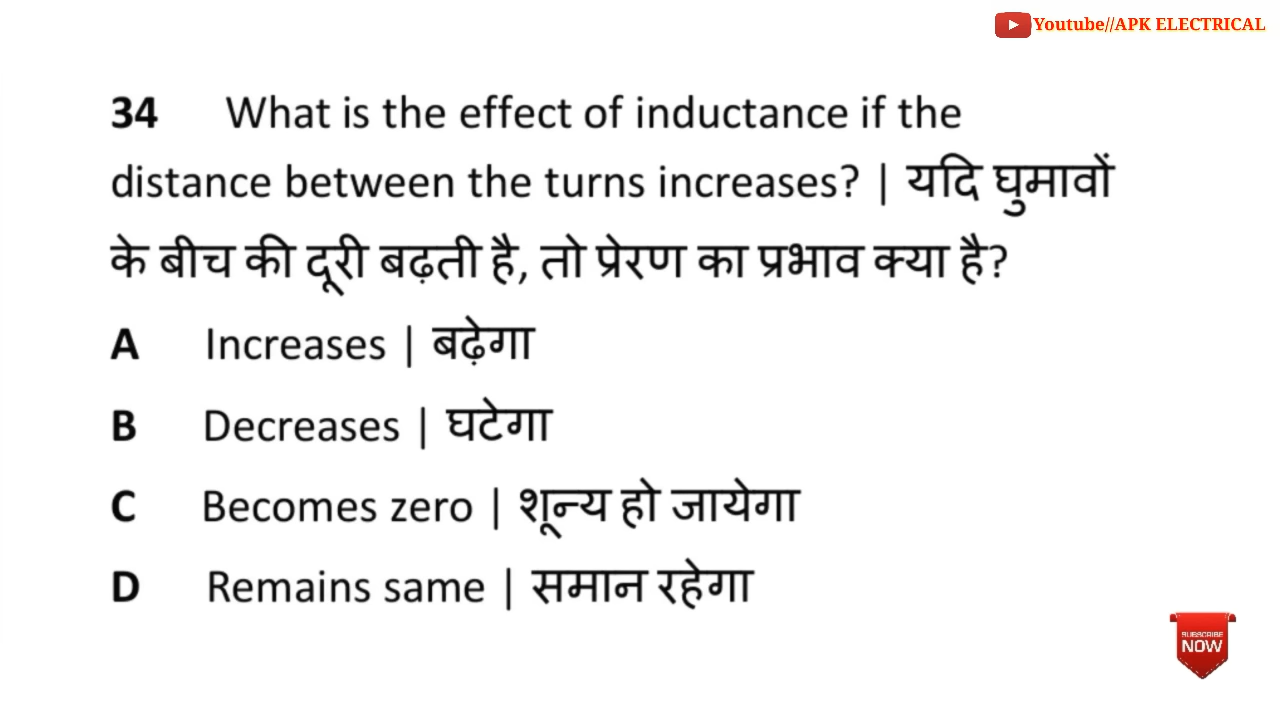 Youtube//APK ELECTRICAL
34 What is the effect of inductance if the
distance between the turns increases? | यदि घुमावों
के बीच की दूरी बढ़ती है, तो प्रेरण का प्रभाव क्या है?
A Increases | बढ़ेगा
B Decreases | घटेगा
C Becomes zero | शून्य हो जायेगा
D Remains same | समान रहेगा
SUBSCRIBE
NOW